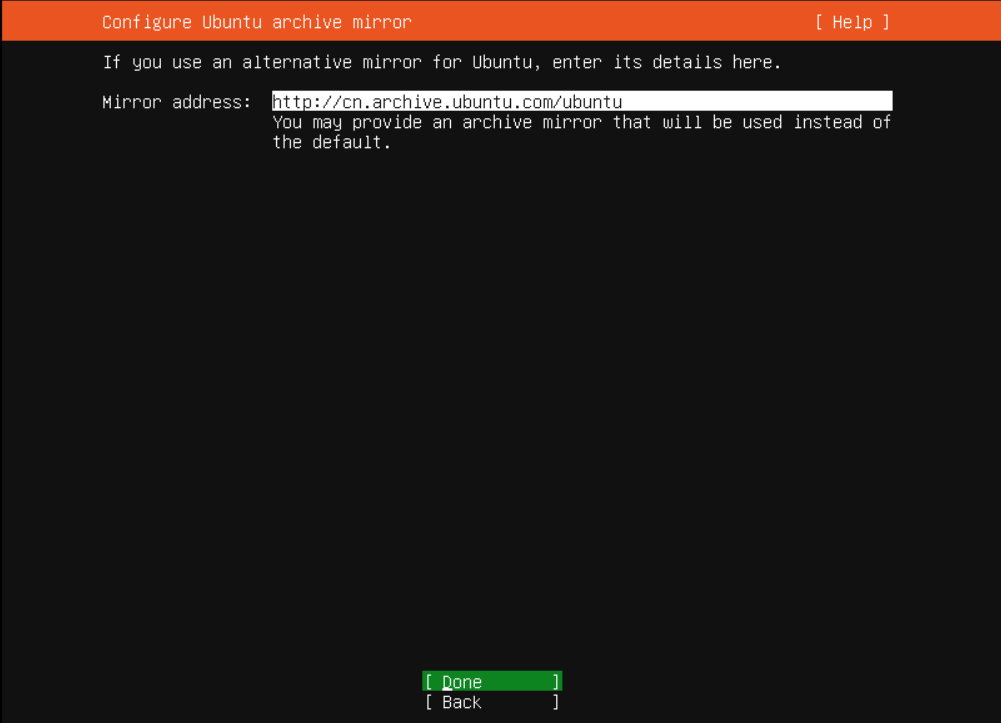 Configure Ubuntu archive mirror [ Help ]
If you use an alternative mirror for Ubuntu, enter its details here.
Mirror address: http://cn.archive.ubuntu.com/ubuntu
You may provide an archive mirror that will be used instead of
the default.
[ Done ]
[ Back ]